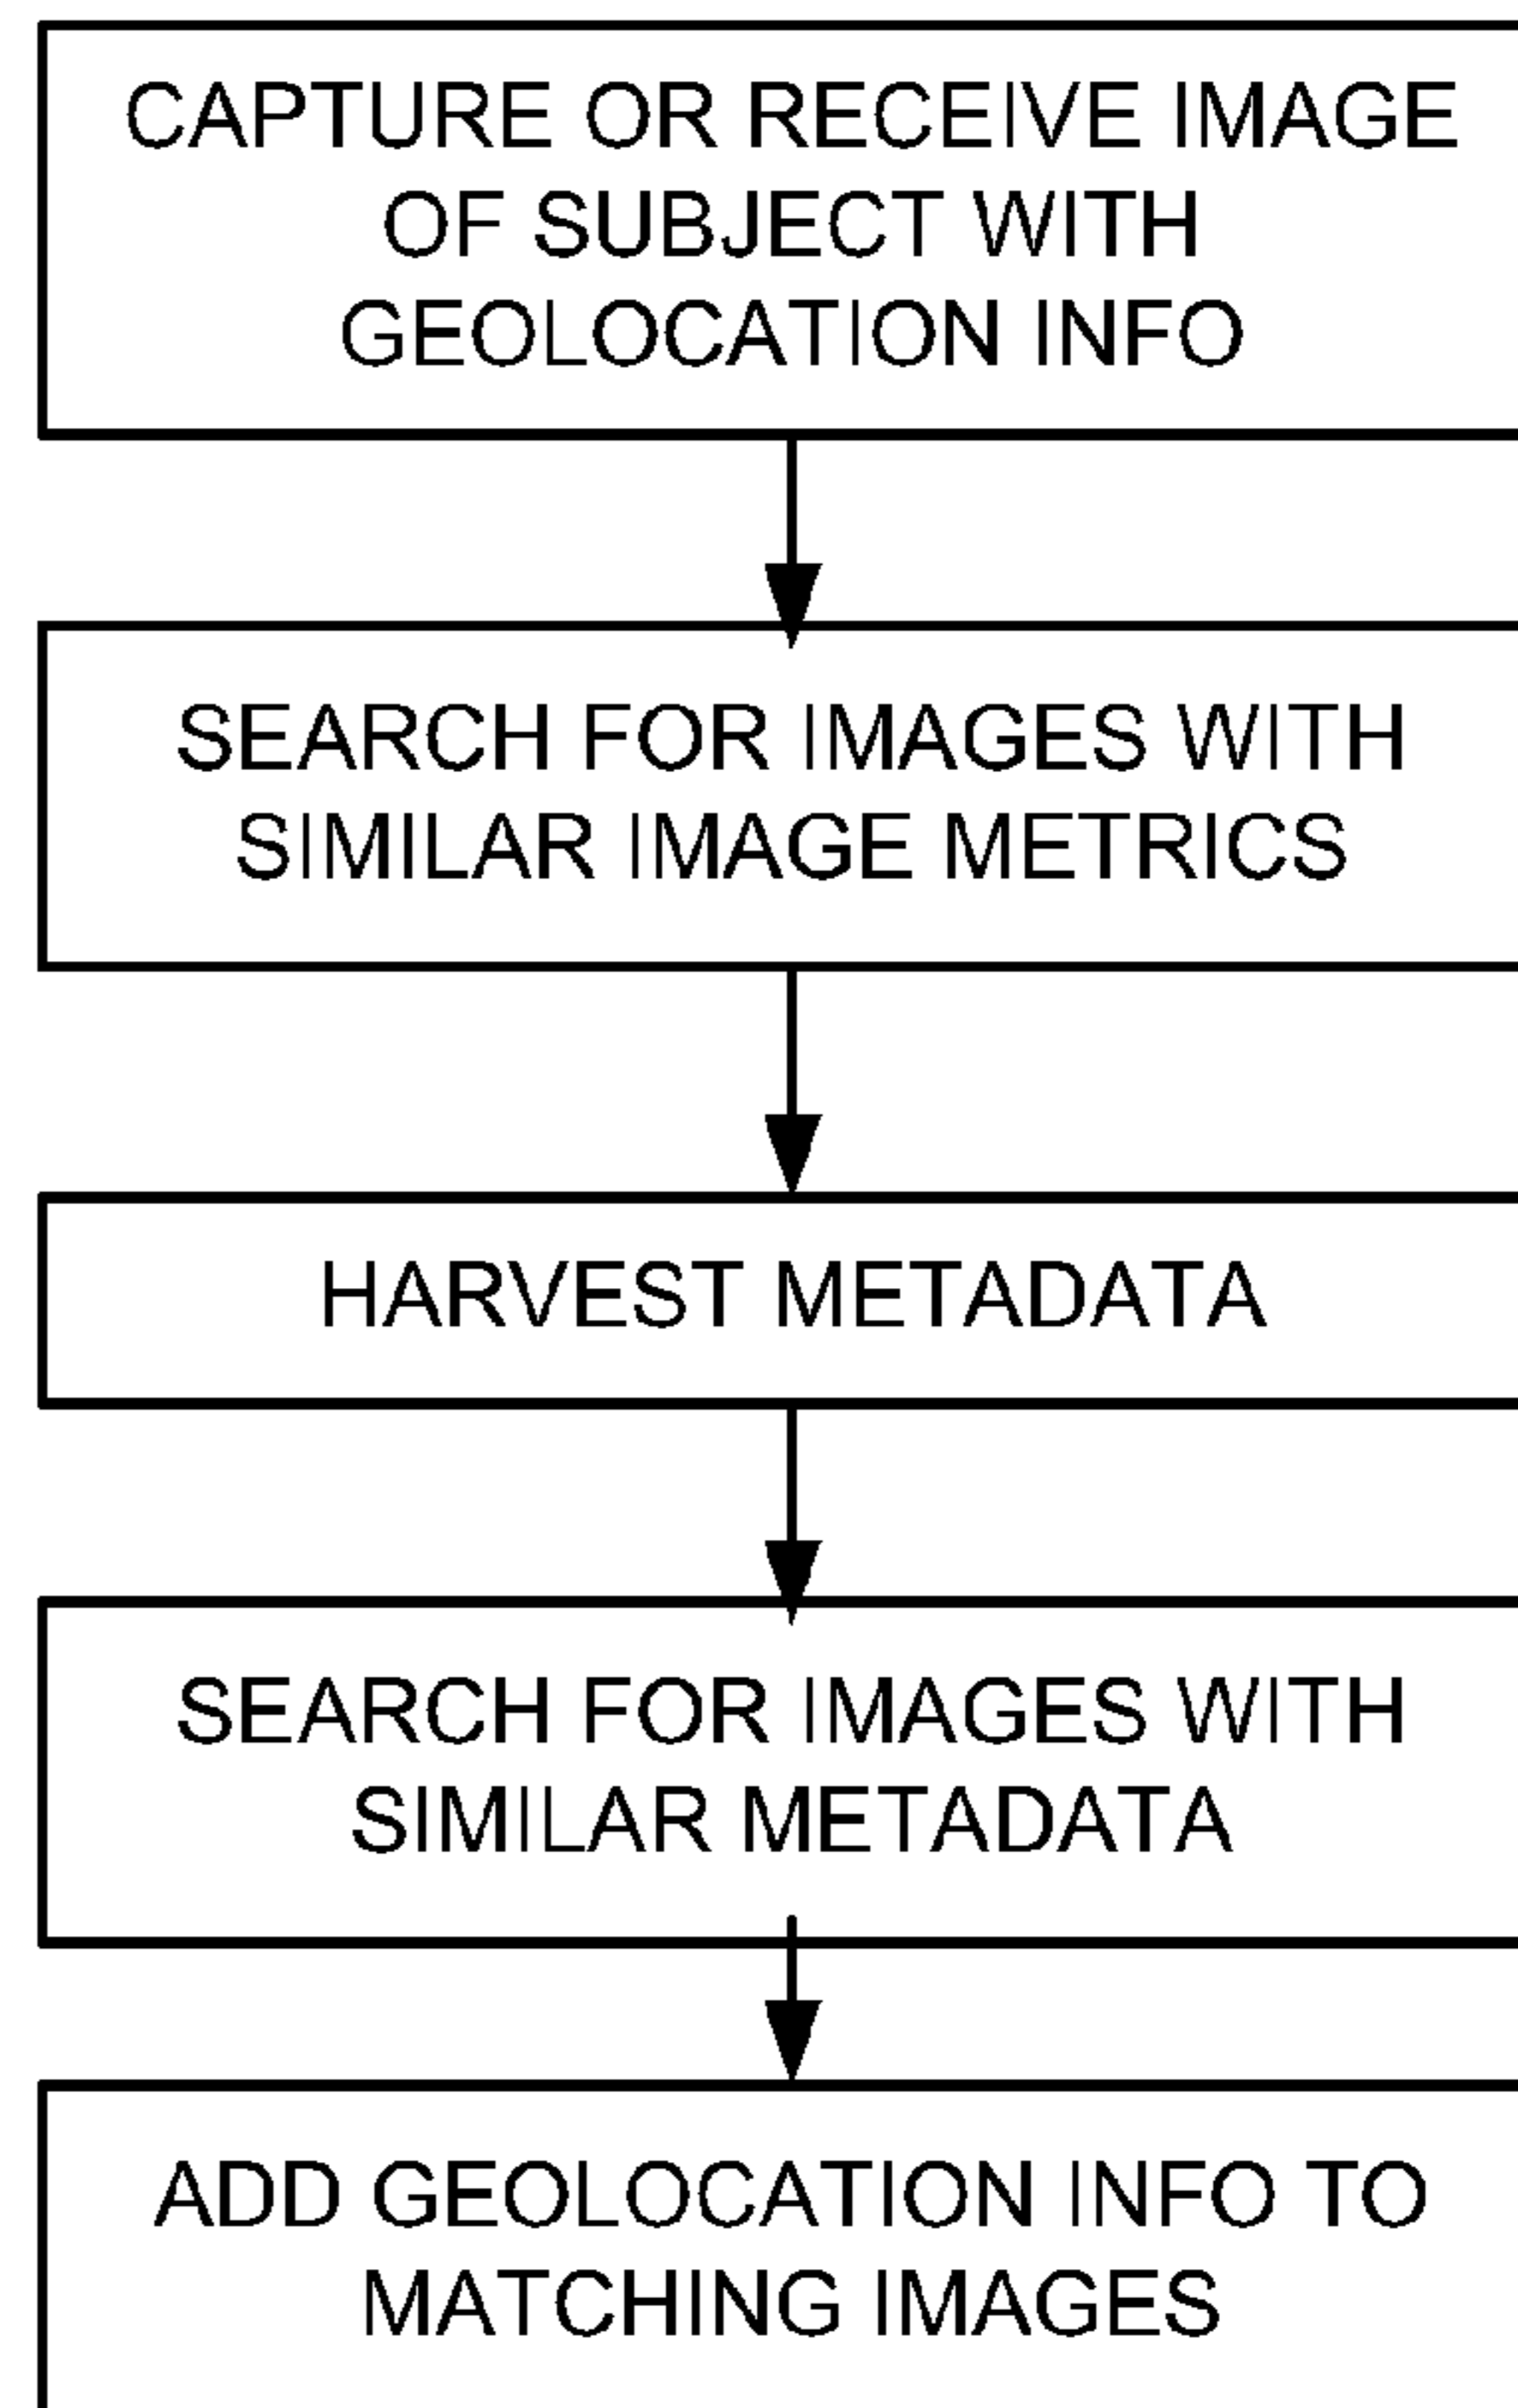 CAPTURE OR RECEIVE IMAGE
OF SUBJECT WITH
GEOLOCATION INFO
SEARCH FOR IMAGES WITH
SIMILAR IMAGE METRICS
HARVEST METADATA
SEARCH FOR IMAGES WITH
SIMILAR METADATA
ADD GEOLOCATION INFO TO
MATCHING IMAGES